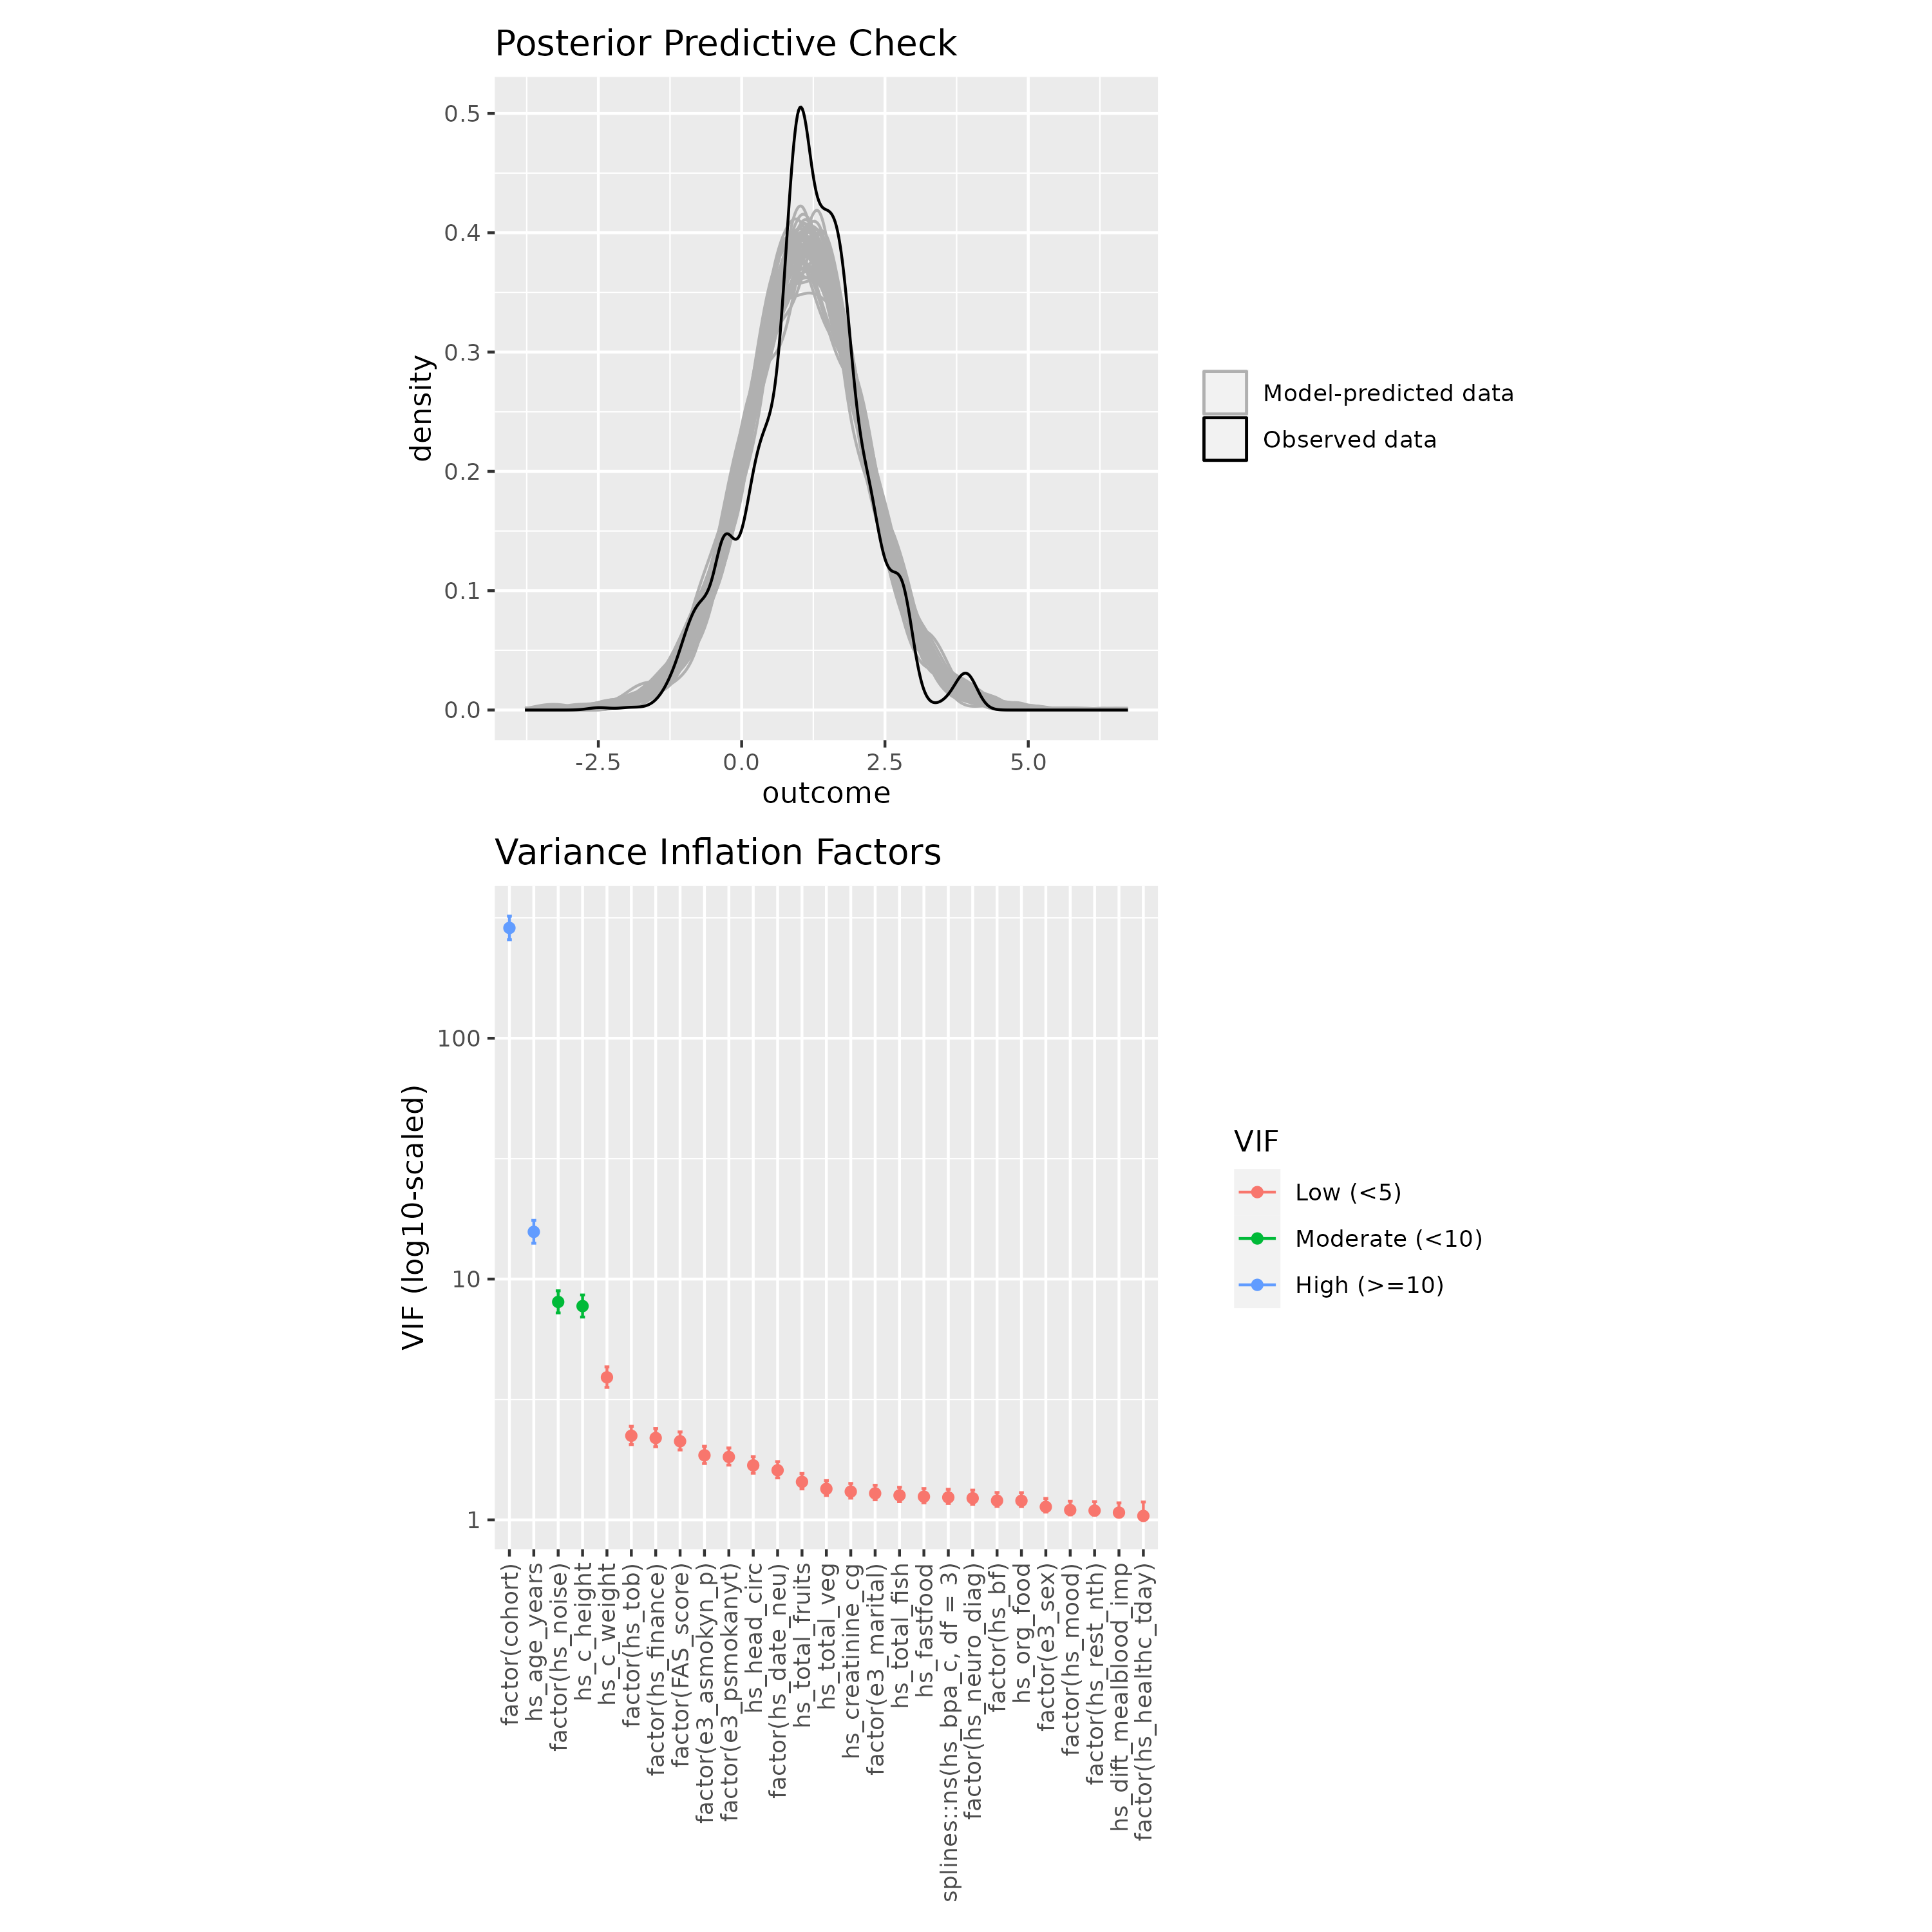 Posterior Predictive Check
0.5
0.4
0.3
0.2
0.1
0.0
density
-2.5
0.0
2.5
5.0
outcome
Model-predicted data
Observed data
Variance Inflation Factors
100
10
1
VIF (log10-scaled)
factor(cohort)
hs_age_years
factor(hs_noise)
hs_c_height
hs_c_weight
factor(hs_tob)
factor(hs_finance)
factor(FAS_score)
factor(e3_asmokyn_p)
factor(e3_psmokanyt)
hs_head_circ
factor(hs_date_neu)
hs_total_fruits
hs_total_veg
hs_creatinine_cg
factor(e3_marital)
hs_total_fish
hs_fastfood
splines::ns(hs_bpa_c, df = 3)
factor(hs_neuro_diag)
factor(hs_bf)
hs_org_food
factor(e3_sex)
factor(hs_mood)
factor(hs_rest_nth)
hs_dift_mealblood_imp
factor(hs_healthc_tday)
VIF
Low (<5)
Moderate (<10)
High (>=10)